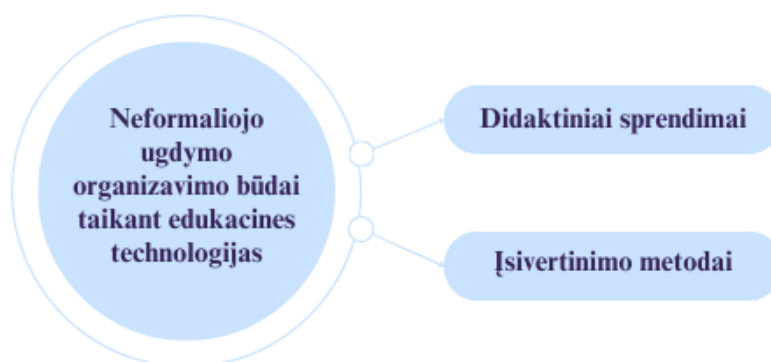 Neformaliojo
ugdymo
organizavimo būdai
taikant edukacines
technologijas
Didaktiniai sprendimai
Įsivertinimo metodai